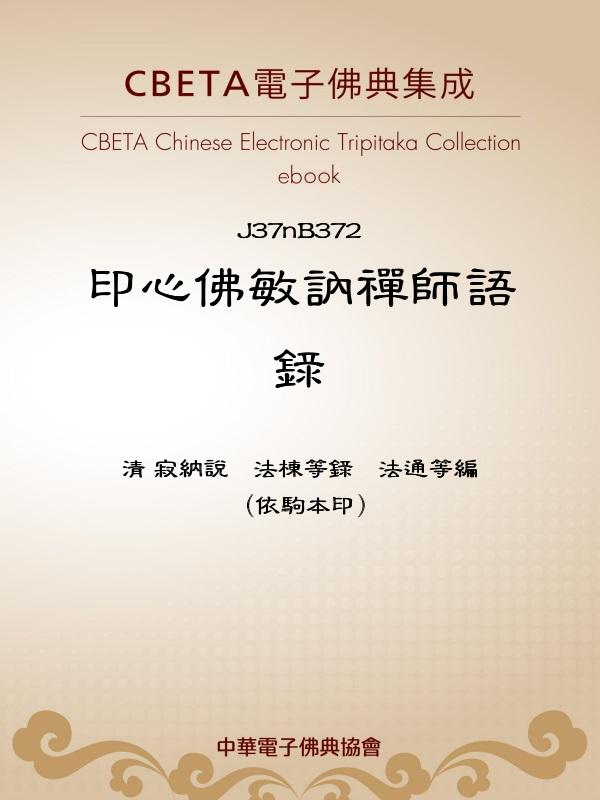 CBETA電子佛典集成
CBETA Chinese Electronic Tripitaka Collection
ebook
J37nB372
印心佛敏訥禪師語
錄
清 寂納說　法棟等錄　法通等編
（依駒本印）
中華電子佛典協會